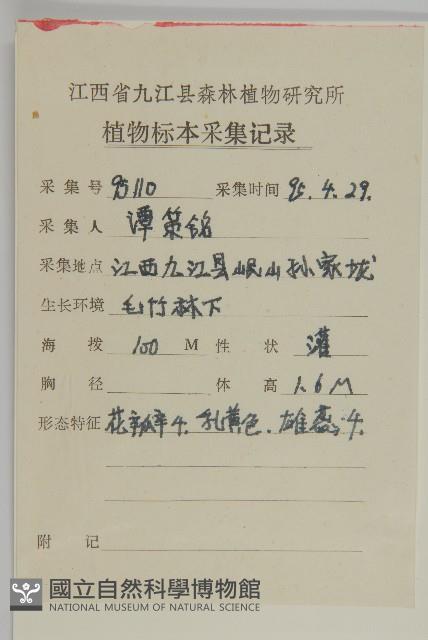 江西省九江县森林植物研究所
植物标本采集记录
采集号 95110 采集时间 95.4.29.
采集人 谭策铭
采集地点 江西九江县岷山孙家垅
生长环境 毛竹林下
海拨 100 M 性状 灌
胸径 体高 1.6M
形态特征 花瓣4. 乳黄色. 雄蕊4.
附记
國立自然科學博物館
NATIONAL MUSEUM OF NATURAL SCIENCE